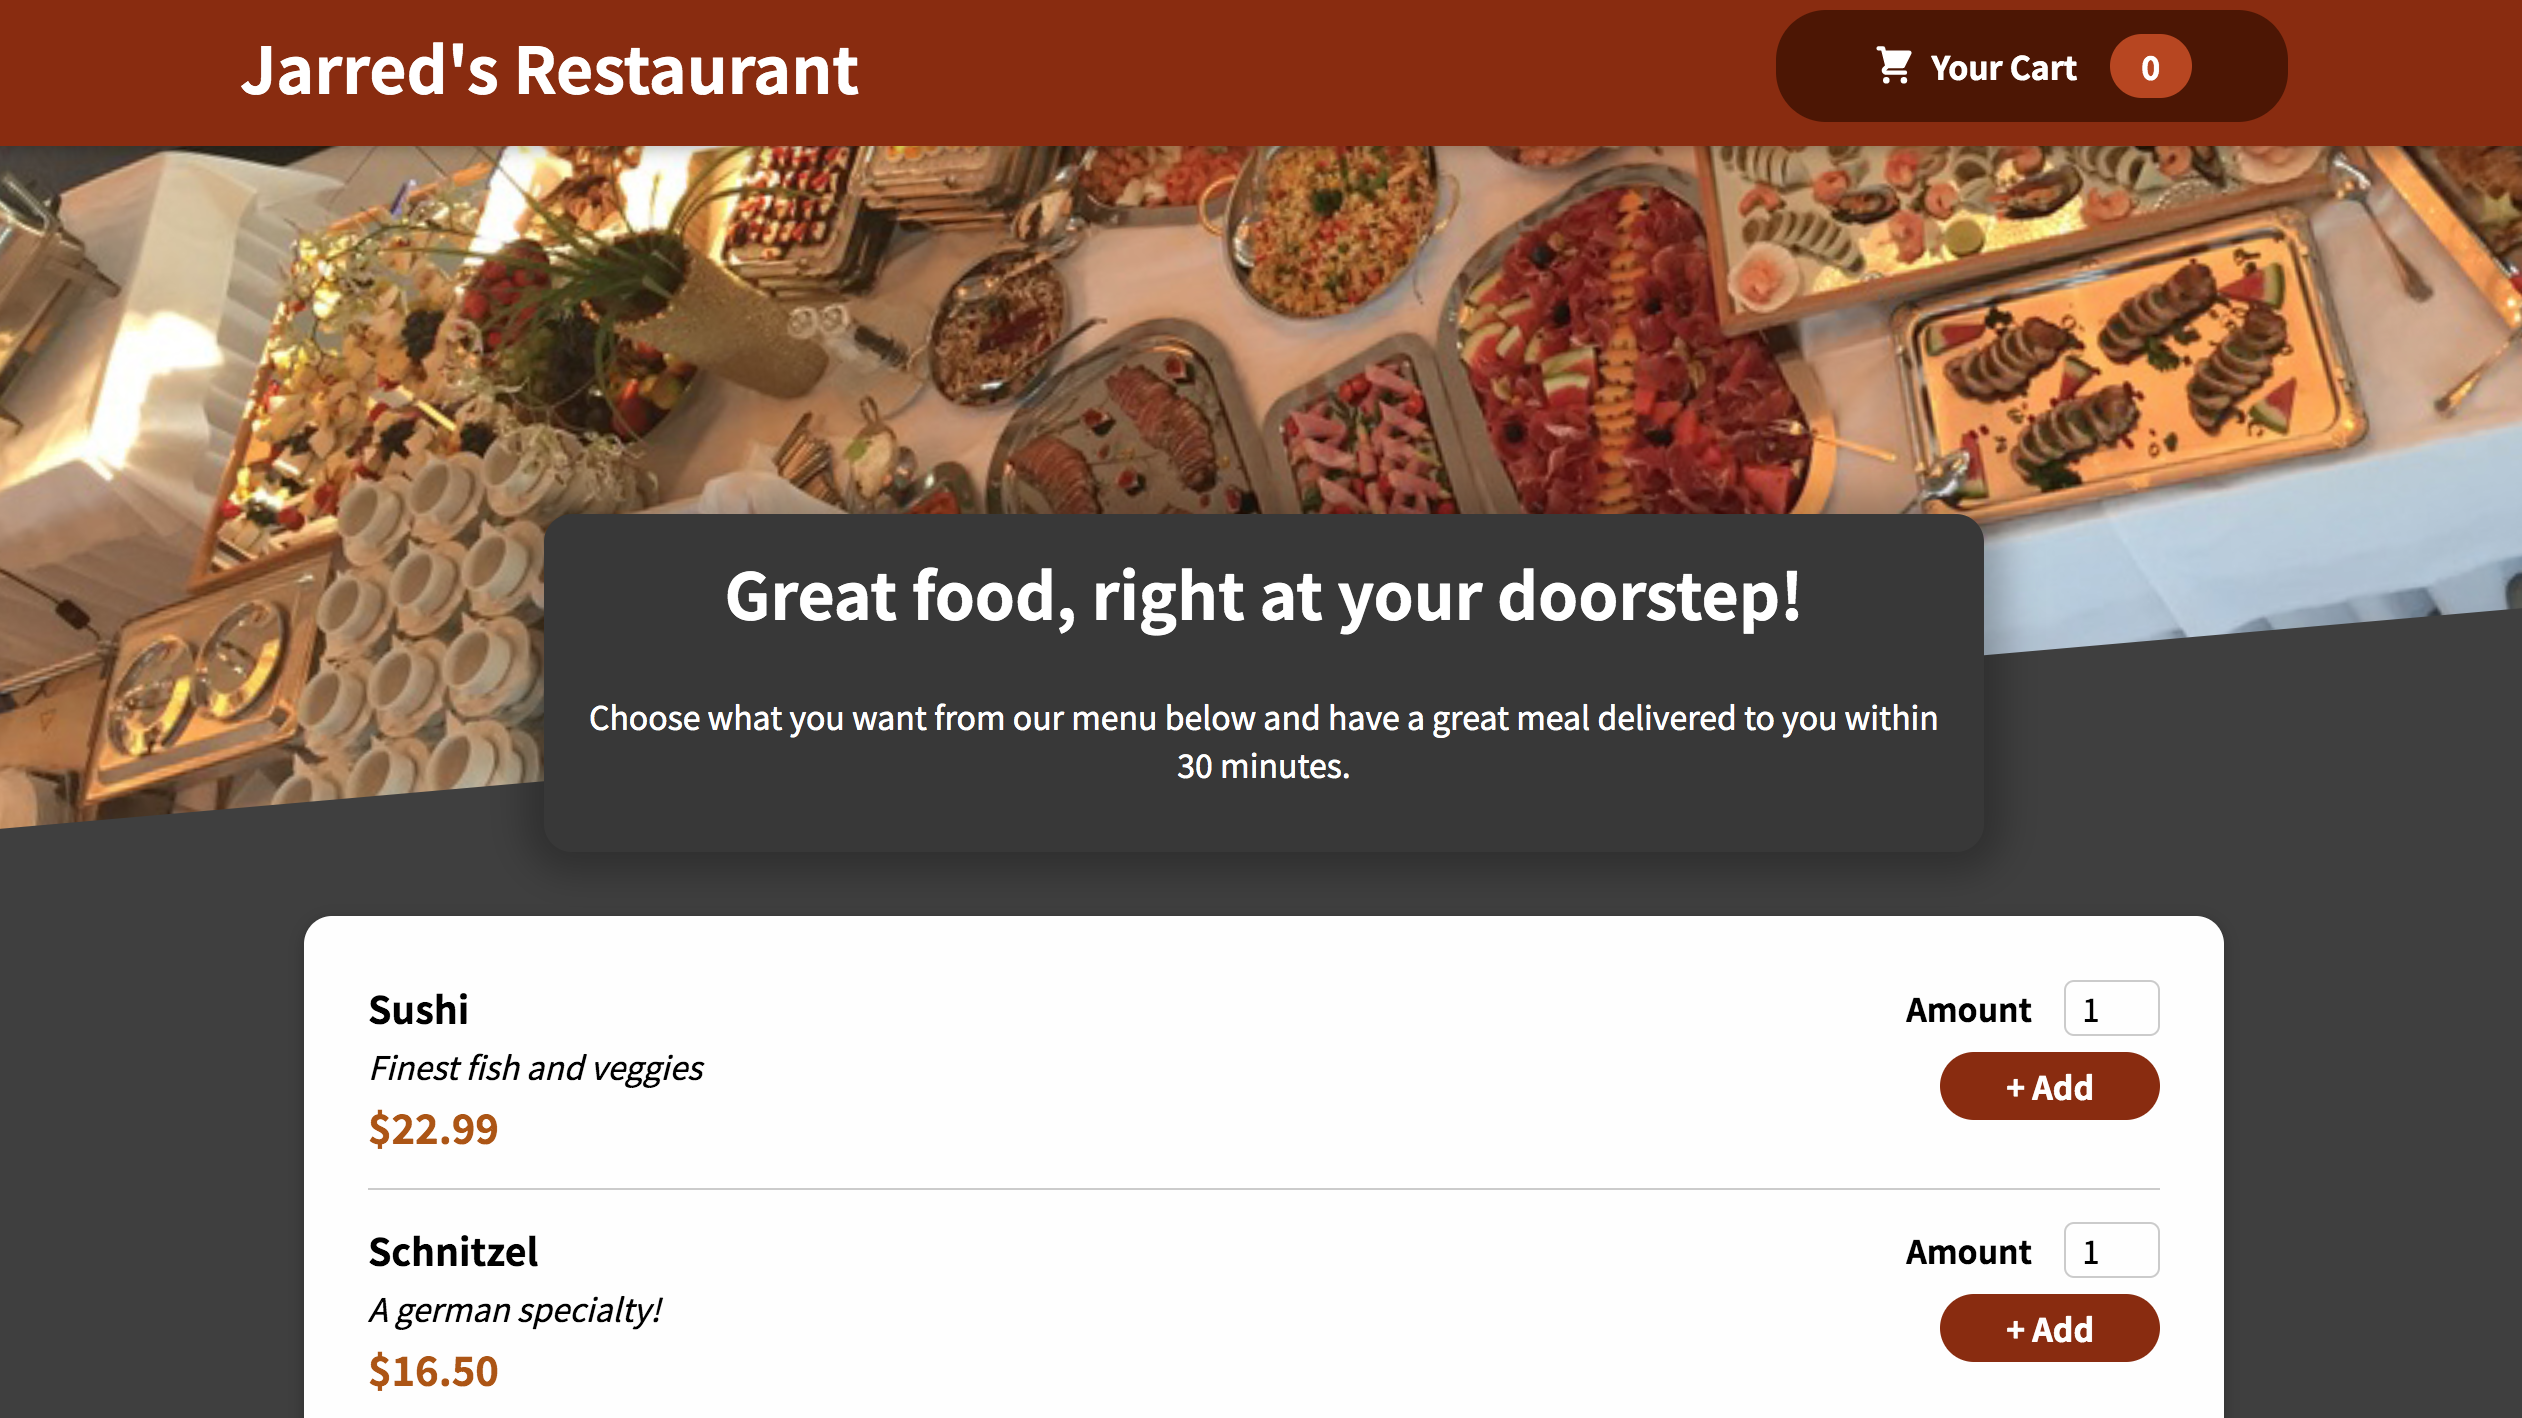 Jarred's Restaurant
Your Cart 0
Great food, right at your doorstep!
Choose what you want from our menu below and have a great meal delivered to you within
30 minutes.
Sushi
Amount 1
Finest fish and veggies
+ Add
$22.99
Schnitzel
Amount 1
A german specialty!
+ Add
$16.50